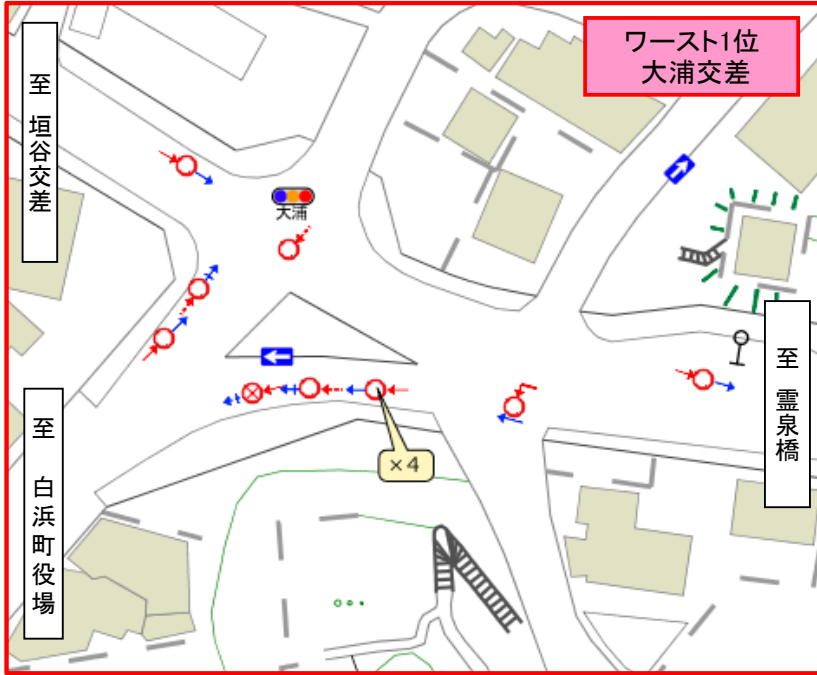 ワースト1位
大浦交差
至 垣谷交差
大浦
至 霊泉橋
至 白浜町役場
×4